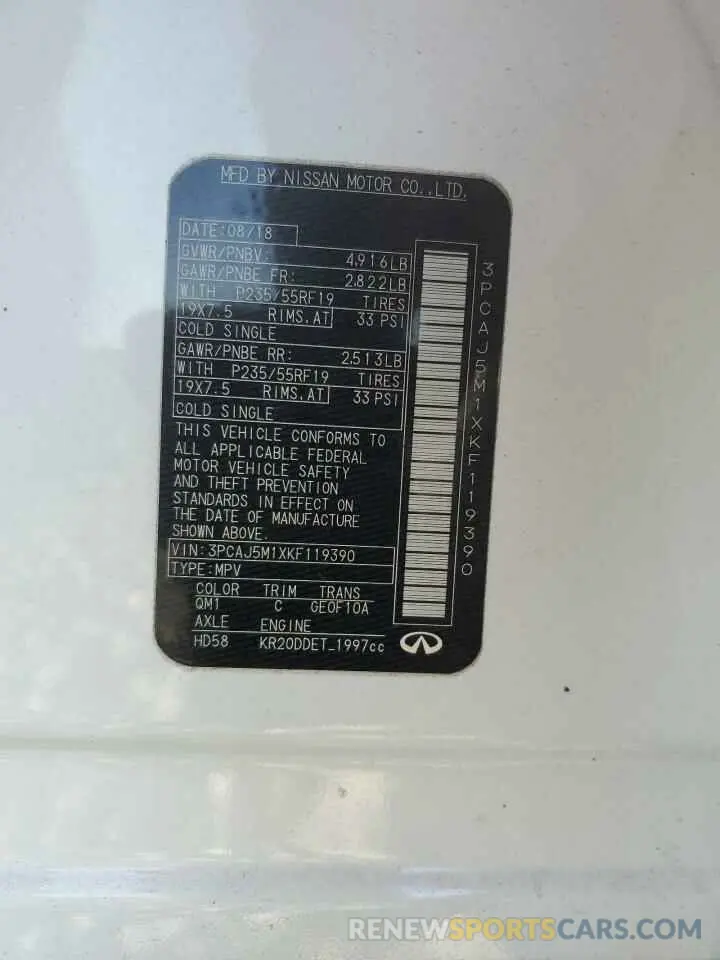 MFD BY NISSAN MOTOR CO.,LTD.
DATE:08/18
GVWR/PNBV: 4,916LB
GAWR/PNBE FR: 2,822LB
WITH P235/55RF19 TIRES
19X7.5 RIMS.AT 33 PSI
COLD SINGLE
GAWR/PNBE RR: 2,513LB
WITH P235/55RF19 TIRES
19X7.5 RIMS.AT 33 PSI
COLD SINGLE
THIS VEHICLE CONFORMS TO
ALL APPLICABLE FEDERAL
MOTOR VEHICLE SAFETY
AND THEFT PREVENTION
STANDARDS IN EFFECT ON
THE DATE OF MANUFACTURE
SHOWN ABOVE.
VIN:3PCAJ5M1XKF119390
TYPE:MPV
COLOR TRIM TRANS
QM1 C GE0F10A
AXLE ENGINE
HD58 KR20DDET_1997cc
3PCAJ5M1XKF119390
RENEWSPORTSCARS.COM